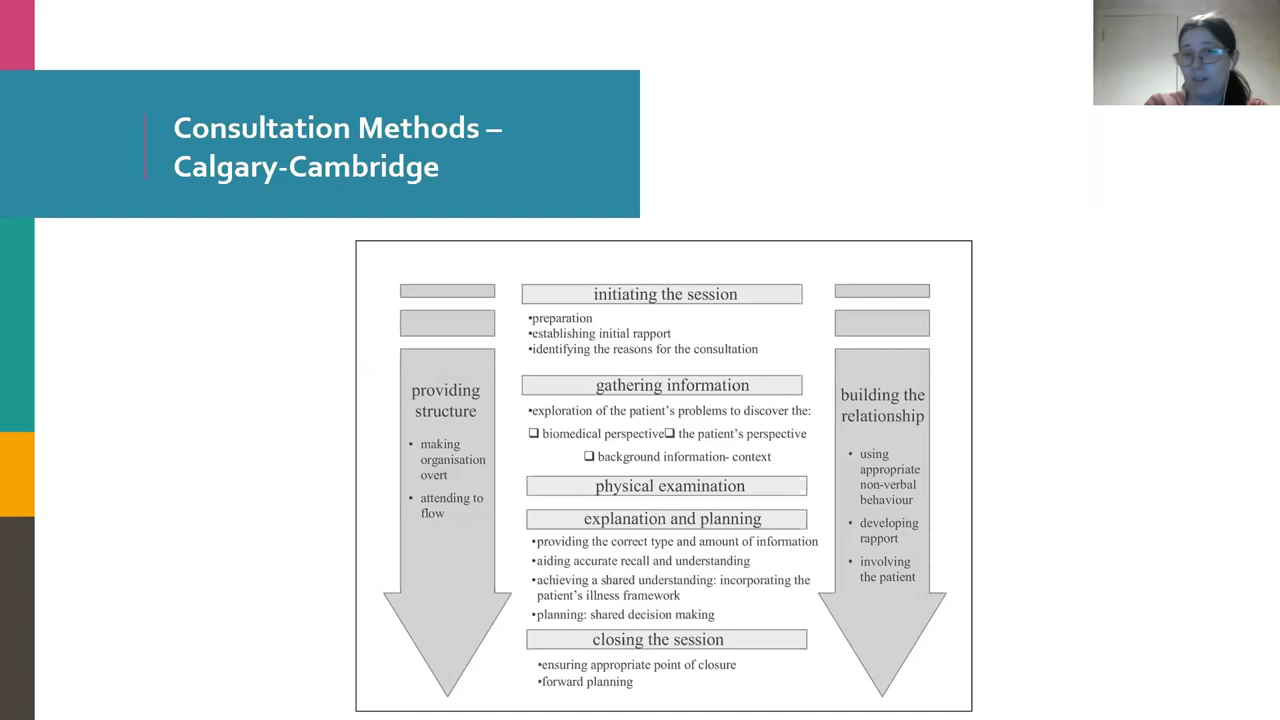 Consultation Methods –
Calgary-Cambridge
initiating the session
•preparation
•establishing initial rapport
•identifying the reasons for the consultation
gathering information
•exploration of the patient's problems to discover the:
❑ biomedical perspective❑ the patient's perspective
❑ background information- context
physical examination
explanation and planning
•providing the correct type and amount of information
•aiding accurate recall and understanding
•achieving a shared understanding: incorporating the
patient's illness framework
•planning: shared decision making
closing the session
•ensuring appropriate point of closure
•forward planning
providing
structure
• making
organisation
overt
• attending to
flow
building the
relationship
• using
appropriate
non-verbal
behaviour
• developing
rapport
• involving
the patient